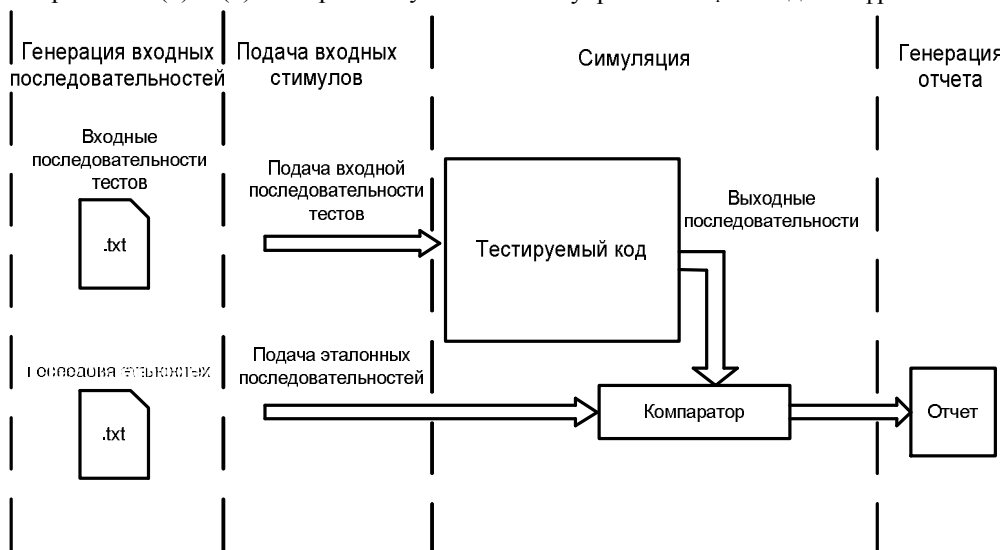 Генерация входных
последовательностей
Подача входных
стимулов
Симуляция
Генерация
отчета
Входные
последовательности
тестов
.txt
Подача входной
последовательности
тестов
Тестируемый код
Выходные
последовательности
Подача эталонных
последовательностей
.txt
Компаратор
Отчет